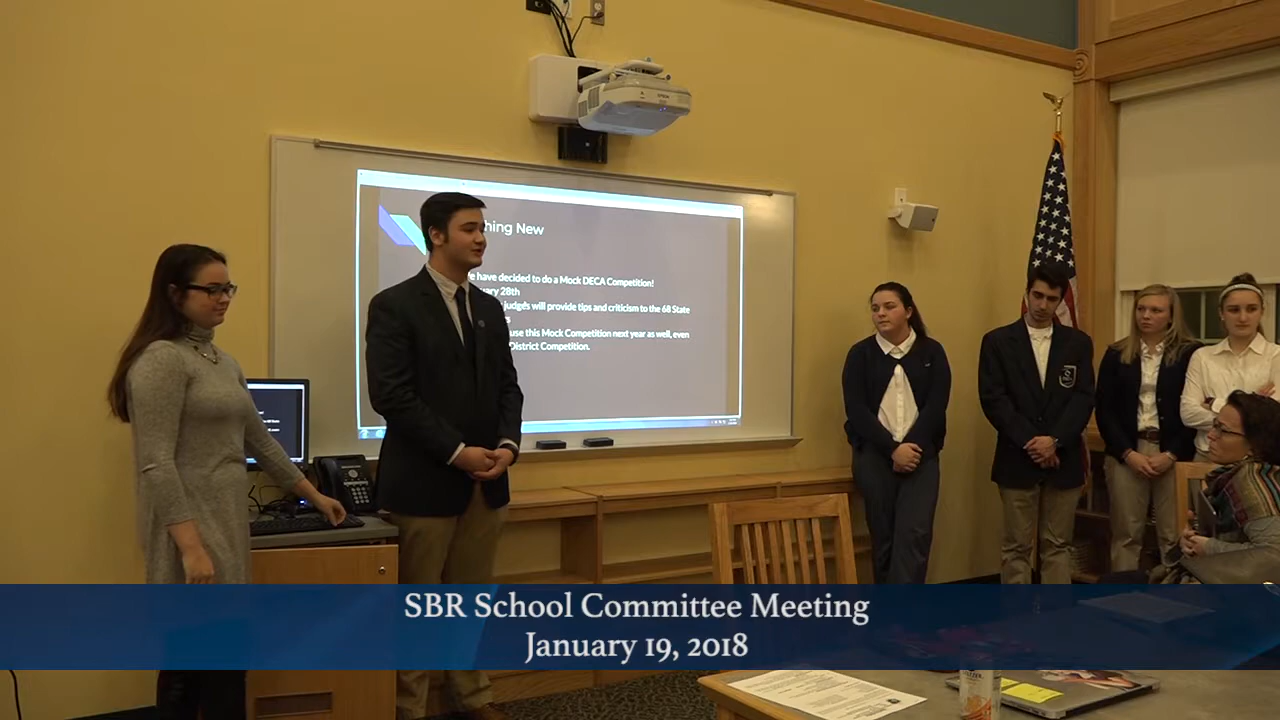 hing New
e have decided to do a Mock DECA Competition!
uary 28th
judges will provide tips and criticism to the 68 State
s
use this Mock Competition next year as well, even
District Competition.
SBR School Committee Meeting
January 19, 2018